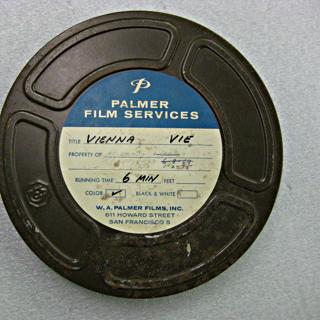 PALMER
FILM SERVICES
TITLE VIENNA VIE
PROPERTY OF
RUNNING TIME: 6 MIN FEET
COLOR ✓ BLACK & WHITE
W. A. PALMER FILMS, INC.
611 HOWARD STREET
SAN FRANCISCO 5